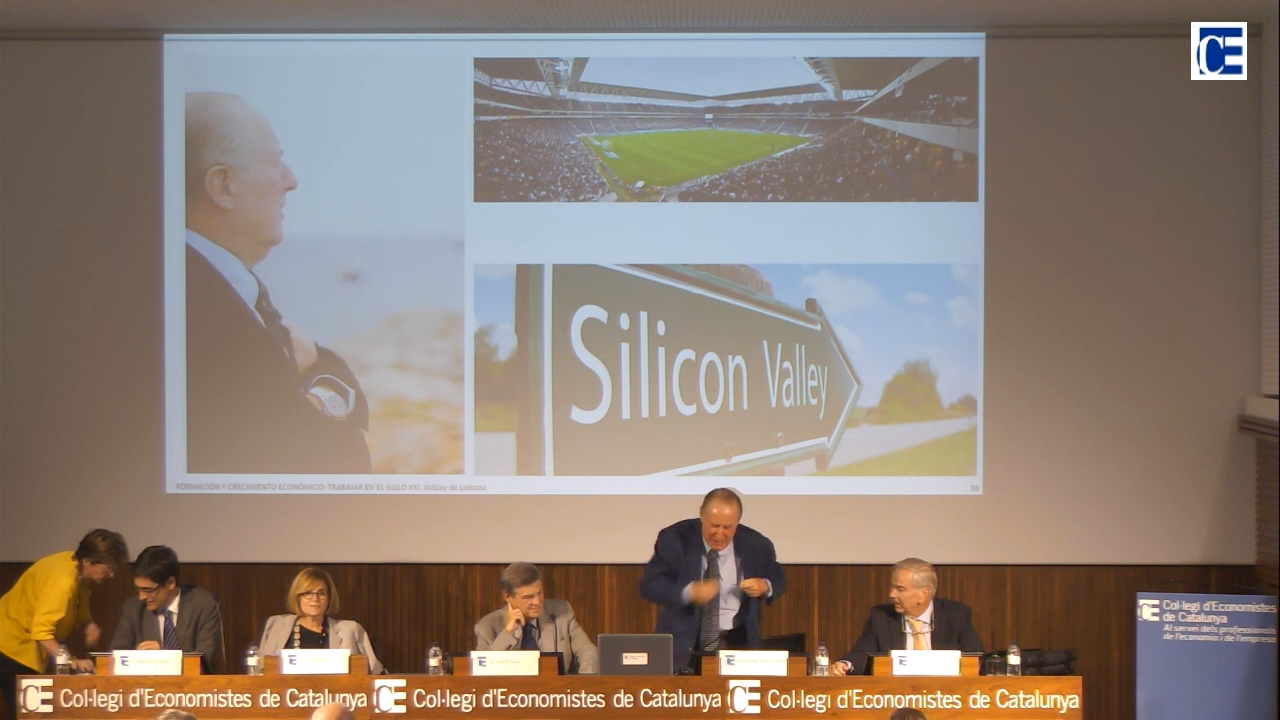 CE
Silicon Valley
FORMACIÓN Y CRECIMIENTO ECONÓMICO: TRABAJAR EN EL SIGLO XXI.
50
Col·legi d'Economistes
de Catalunya
Al servei dels professionals
de l'economia i de l'empresa
CE Col·legi d'Economistes de Catalunya CE Col·legi d'Economistes de Catalunya CE Col·legi d'Economistes de Catalunya